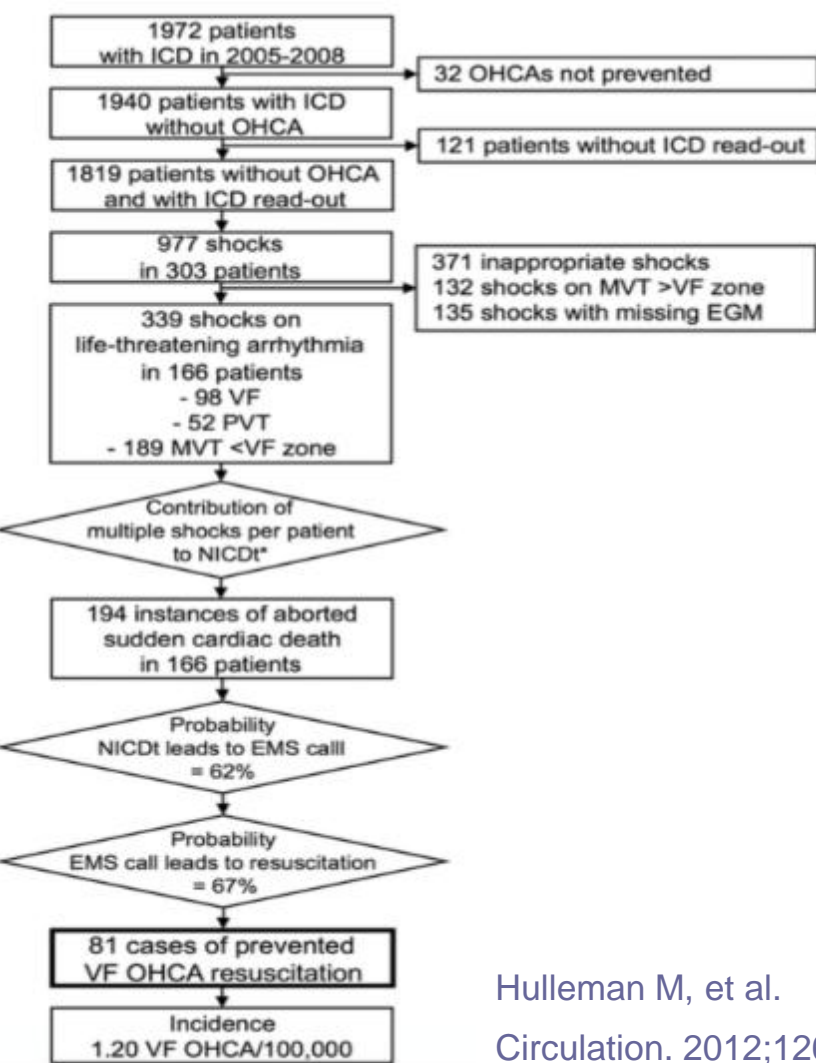 1972 patients
with ICD in 2005-2008
32 OHCAs not prevented
1940 patients with ICD
without OHCA
121 patients without ICD read-out
1819 patients without OHCA
and with ICD read-out
977 shocks
in 303 patients
371 inappropriate shocks
132 shocks on MVT >VF zone
135 shocks with missing EGM
339 shocks on
life-threatening arrhythmia
in 166 patients
- 98 VF
- 52 PVT
- 189 MVT <VF zone
Contribution of
multiple shocks per patient
to NICDt*
194 instances of aborted
sudden cardiac death
in 166 patients
Probability
NICDt leads to EMS calll
= 62%
Probability
EMS call leads to resuscitation
= 67%
81 cases of prevented
VF OHCA resuscitation
Incidence
1.20 VF OHCA/100,000
Hulleman M, et al.
Circulation. 2012;126